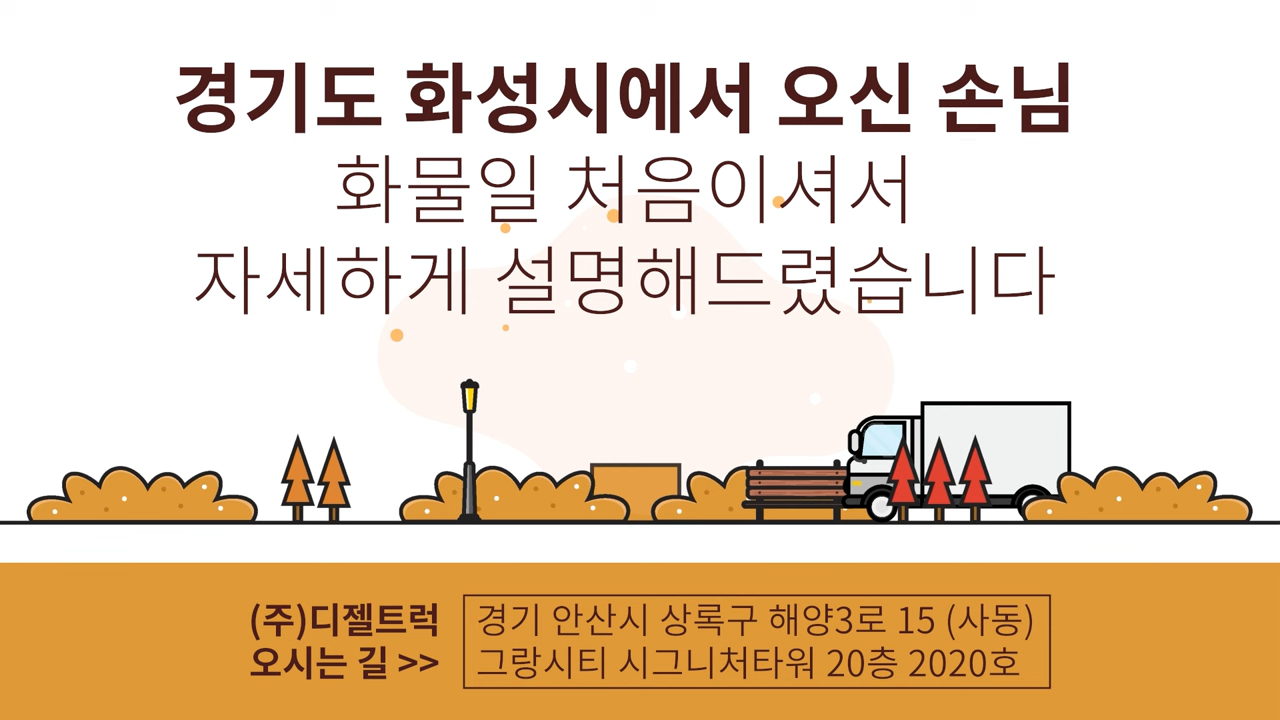 경기도 화성시에서 오신 손님
화물일 처음이셔서
자세하게 설명해드렸습니다
(주)디젤트럭
오시는 길 >>
경기 안산시 상록구 해양3로 15 (사동)
그랑시티 시그니처타워 20층 2020호